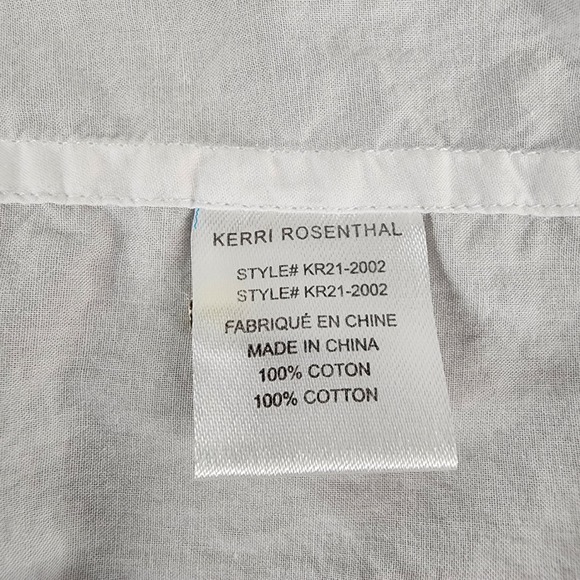 KERRI ROSENTHAL
STYLE# KR21-2002
STYLE# KR21-2002
FABRIQUÉ EN CHINE
MADE IN CHINA
100% COTON
100% COTTON